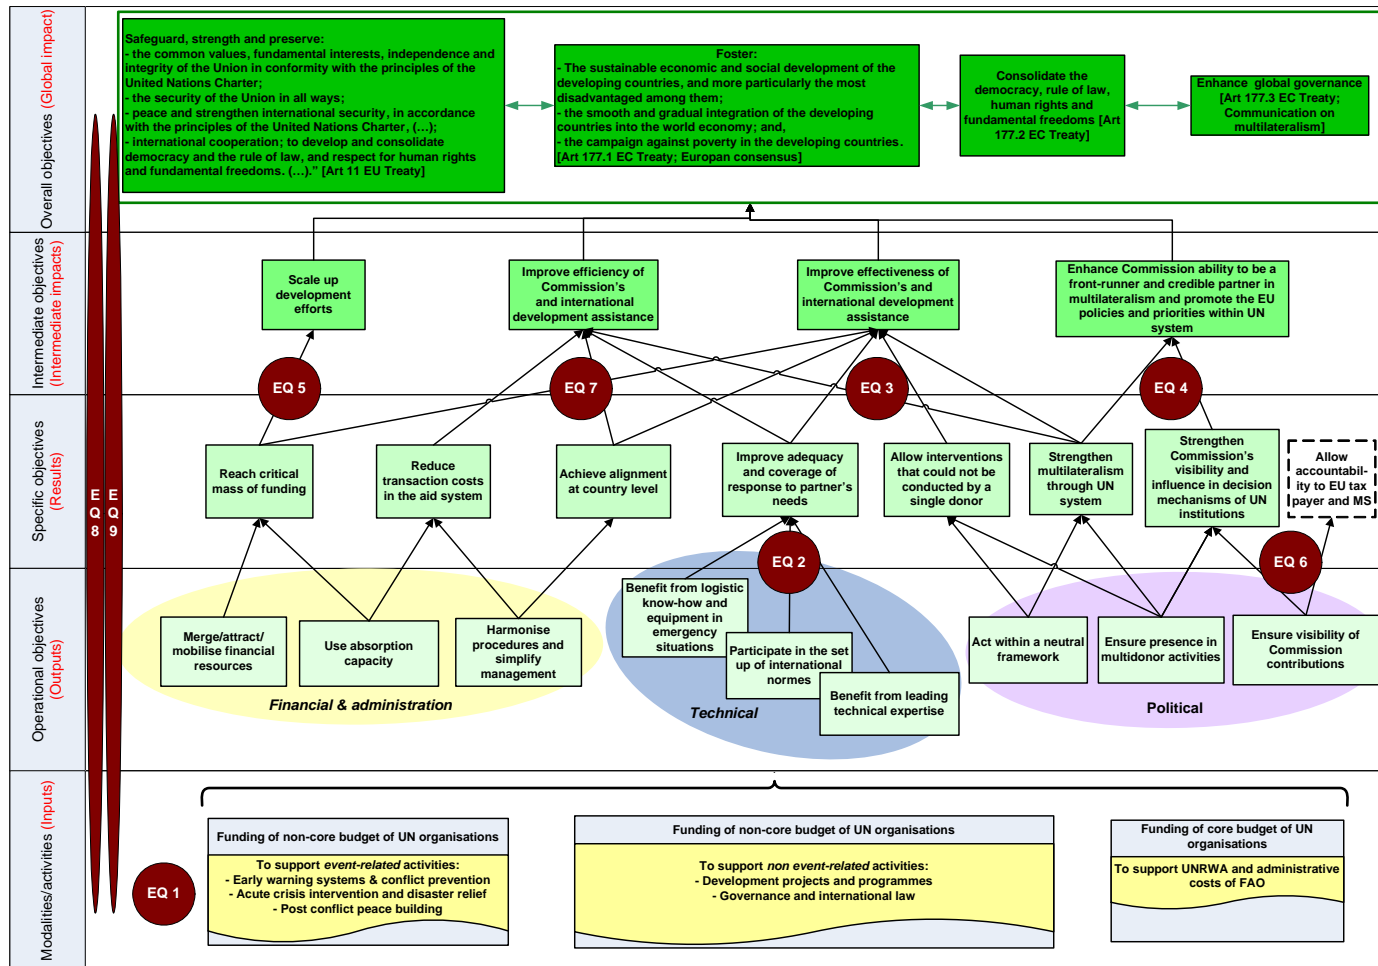 Overall objectives (Global impact)
Safeguard, strength and preserve:
- the common values, fundamental interests, independence and
integrity of the Union in conformity with the principles of the
United Nations Charter;
- the security of the Union in all ways;
- peace and strengthen international security, in accordance
with the principles of the United Nations Charter, (…);
- international cooperation; to develop and consolidate
democracy and the rule of law, and respect for human rights
and fundamental freedoms. (…)." [Art 11 EU Treaty]
Foster:
- The sustainable economic and social development of the
developing countries, and more particularly the most
disadvantaged among them;
- the smooth and gradual integration of the developing
countries into the world economy; and,
- the campaign against poverty in the developing countries.
[Art 177.1 EC Treaty; Europan consensus]
Consolidate the
democracy, rule of law,
human rights and
fundamental freedoms [Art
177.2 EC Treaty]
Enhance global governance
[Art 177.3 EC Treaty;
Communication on
multilateralism]
Intermediate objectives
(Intermediate impacts)
Scale up
development
efforts
Improve efficiency of
Commission's
and international
development assistance
Improve effectiveness of
Commission's and
international development
assistance
Enhance Commission ability to be a
front-runner and credible partner in
multilateralism and promote the EU
policies and priorities within UN
system
EQ 5
EQ 7
EQ 3
EQ 4
Specific objectives
(Results)
E
Q
8
E
Q
9
Reach critical
mass of funding
Reduce
transaction costs
in the aid system
Achieve alignment
at country level
Improve adequacy
and coverage of
response to partner's
needs
Allow interventions
that could not be
conducted by a
single donor
Strengthen
multilateralism
through UN
system
Strengthen
Commission's
visibility and
influence in decision
mechanisms of UN
institutions
Allow
accountabil-
ity to EU tax
payer and MS
EQ 2
EQ 6
Operational objectives
(Outputs)
Merge/attract/
mobilise financial
resources
Use absorption
capacity
Harmonise
procedures and
simplify
management
Financial & administration
Benefit from logistic
know-how and
equipment in
emergency
situations
Participate in the set
up of international
normes
Benefit from leading
technical expertise
Technical
Act within a neutral
framework
Ensure presence in
multidonor activities
Ensure visibility of
Commission
contributions
Political
Modalities/activities (Inputs)
EQ 1
Funding of non-core budget of UN organisations
To support event-related activities:
- Early warning systems & conflict prevention
- Acute crisis intervention and disaster relief
- Post conflict peace building
Funding of non-core budget of UN organisations
To support non event-related activities:
- Development projects and programmes
- Governance and international law
Funding of core budget of UN
organisations
To support UNRWA and administrative
costs of FAO